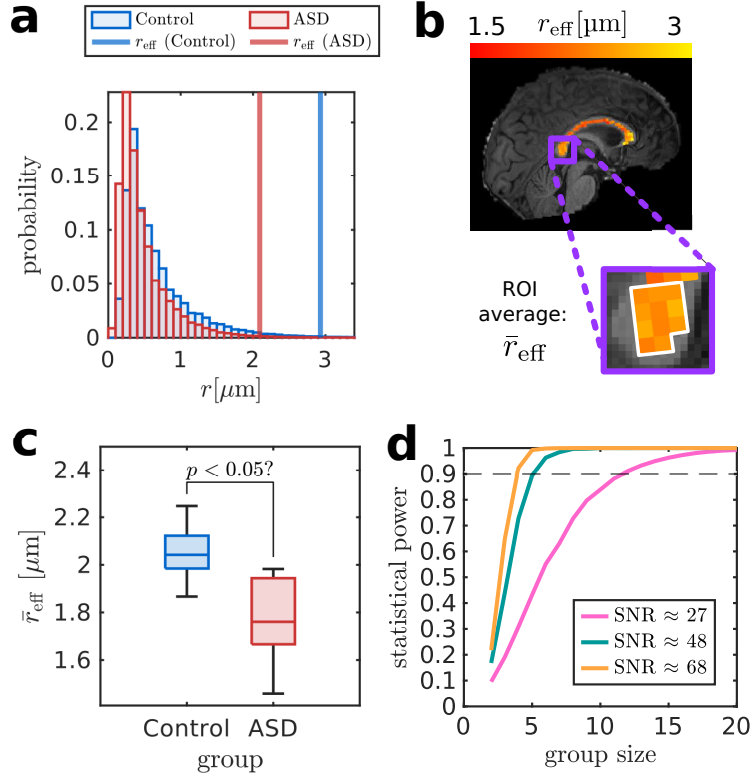 a
Control
ASD
r_eff (Control)
r_eff (ASD)
probability
0.2
0.15
0.1
0.05
0
0
1
2
3
r[μm]
b
r_eff[μm]
1.5
3
ROI
average:
r̄_eff
c
p < 0.05?
r̄_eff [μm]
2.4
2.2
2
1.8
1.6
Control
ASD
group
d
statistical power
1
0.9
0.8
0.7
0.6
0.5
0.4
0.3
0.2
0.1
0
SNR ≈ 27
SNR ≈ 48
SNR ≈ 68
0
5
10
15
20
group size